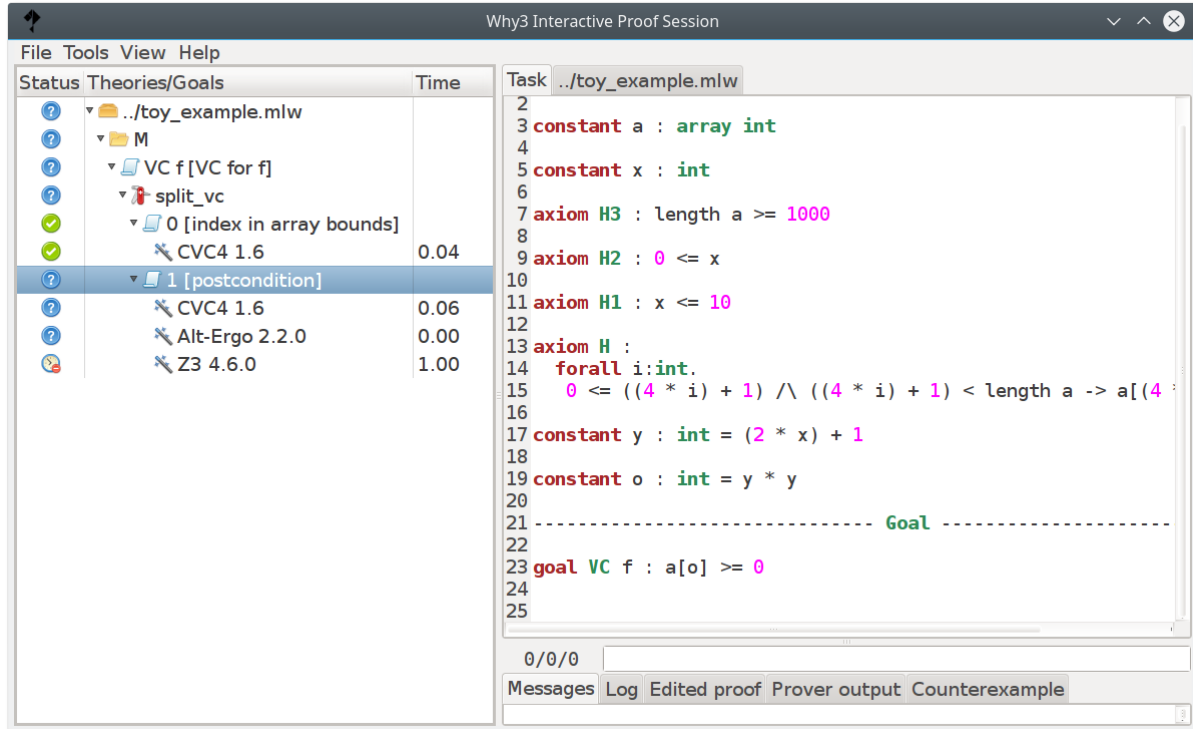 Why3 Interactive Proof Session
File Tools View Help
Status Theories/Goals Time
../toy_example.mlw
M
VC f [VC for f]
split_vc
0 [index in array bounds]
CVC4 1.6 0.04
1 [postcondition]
CVC4 1.6 0.06
Alt-Ergo 2.2.0 0.00
Z3 4.6.0 1.00
Task ../toy_example.mlw
2
3 constant a : array int
4
5 constant x : int
6
7 axiom H3 : length a >= 1000
8
9 axiom H2 : 0 <= x
10
11 axiom H1 : x <= 10
12
13 axiom H :
14 forall i:int.
15 0 <= ((4 * i) + 1) /\ ((4 * i) + 1) < length a -> a[(4 *
16
17 constant y : int = (2 * x) + 1
18
19 constant o : int = y * y
20
21 ------------------------------- Goal ---------------------
22
23 goal VC f : a[o] >= 0
24
25
0/0/0
Messages Log Edited proof Prover output Counterexample